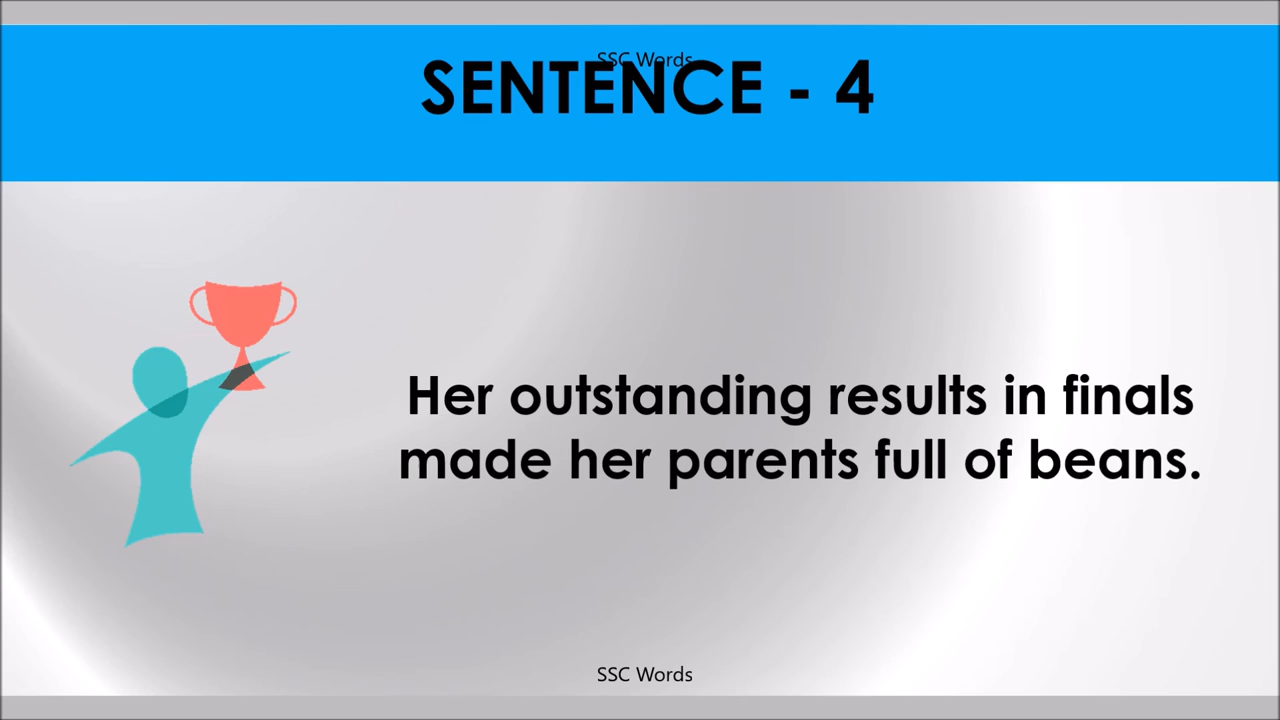 SSC Words
SENTENCE - 4
Her outstanding results in finals
made her parents full of beans.
SSC Words